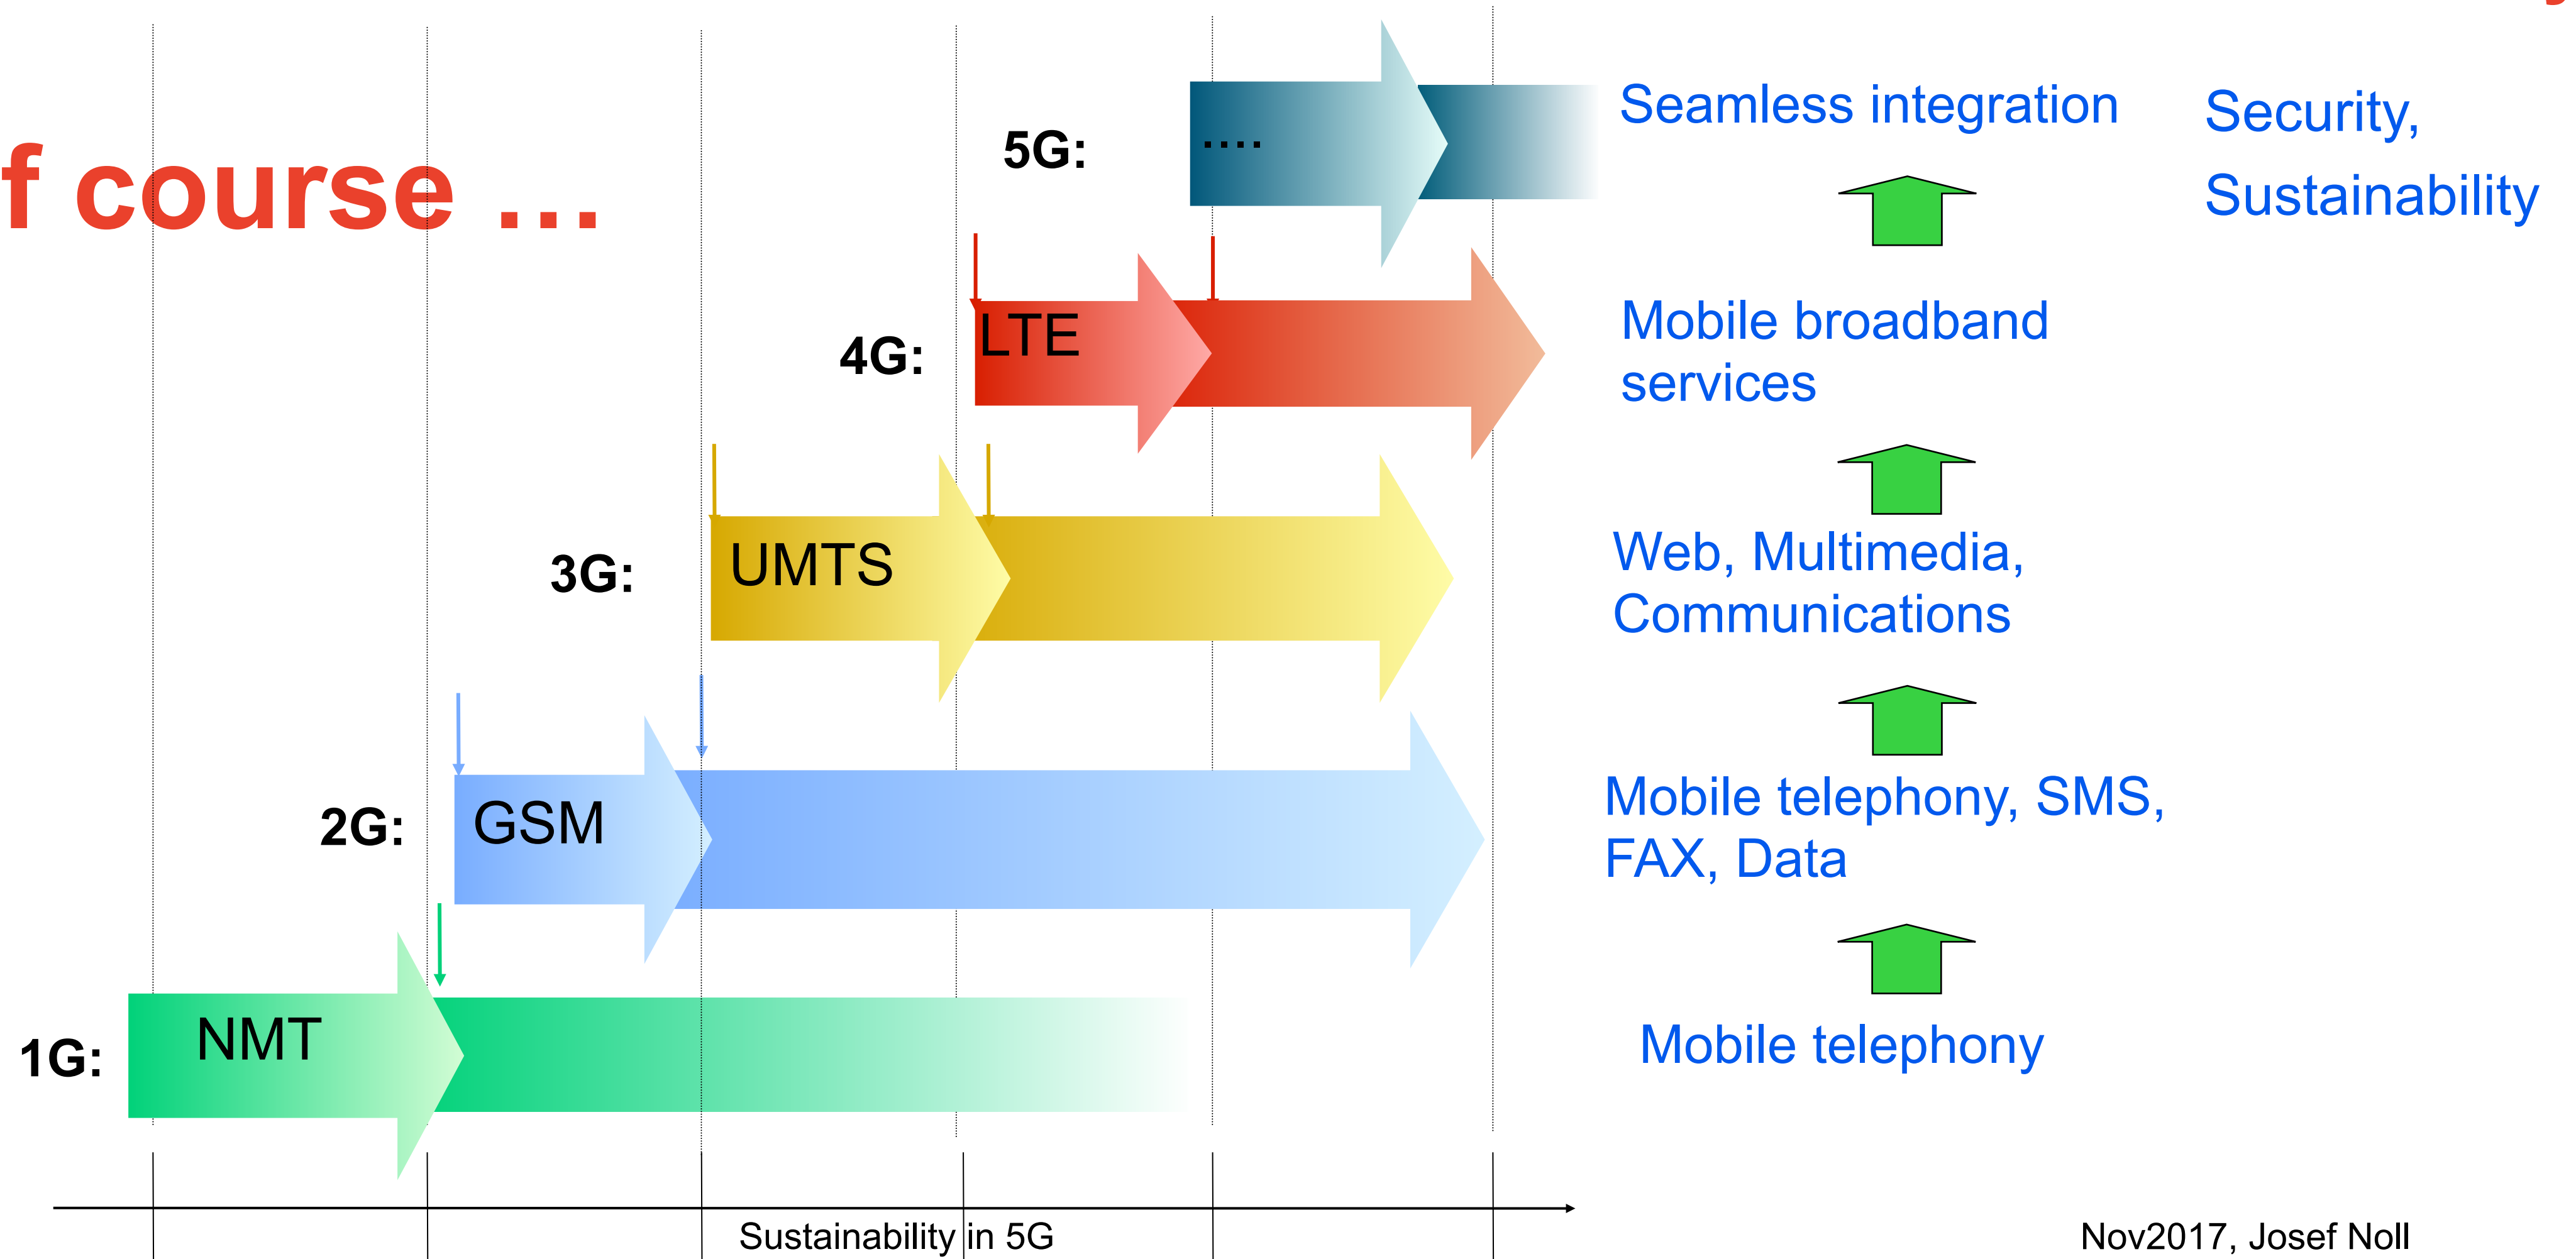 f course ...
5G:
....
Seamless integration
Security,
Sustainability
4G:
LTE
Mobile broadband
services
3G:
UMTS
Web, Multimedia,
Communications
2G:
GSM
Mobile telephony, SMS,
FAX, Data
1G:
NMT
Mobile telephony
Sustainability in 5G
Nov2017, Josef Noll